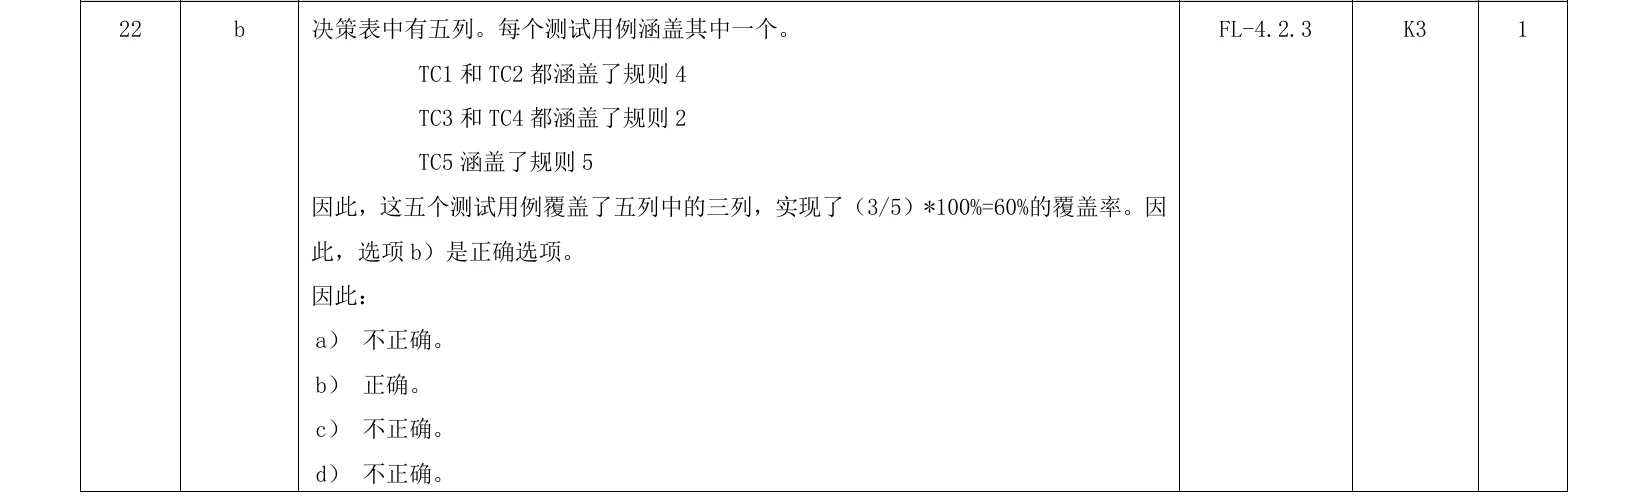 22 b 决策表中有五列。每个测试用例涵盖其中一个。 FL-4.2.3 K3 1
TC1 和 TC2 都涵盖了规则 4
TC3 和 TC4 都涵盖了规则 2
TC5 涵盖了规则 5
因此，这五个测试用例覆盖了五列中的三列，实现了（3/5）*100%=60%的覆盖率。因
此，选项 b）是正确选项。
因此：
a） 不正确。
b） 正确。
c） 不正确。
d） 不正确。